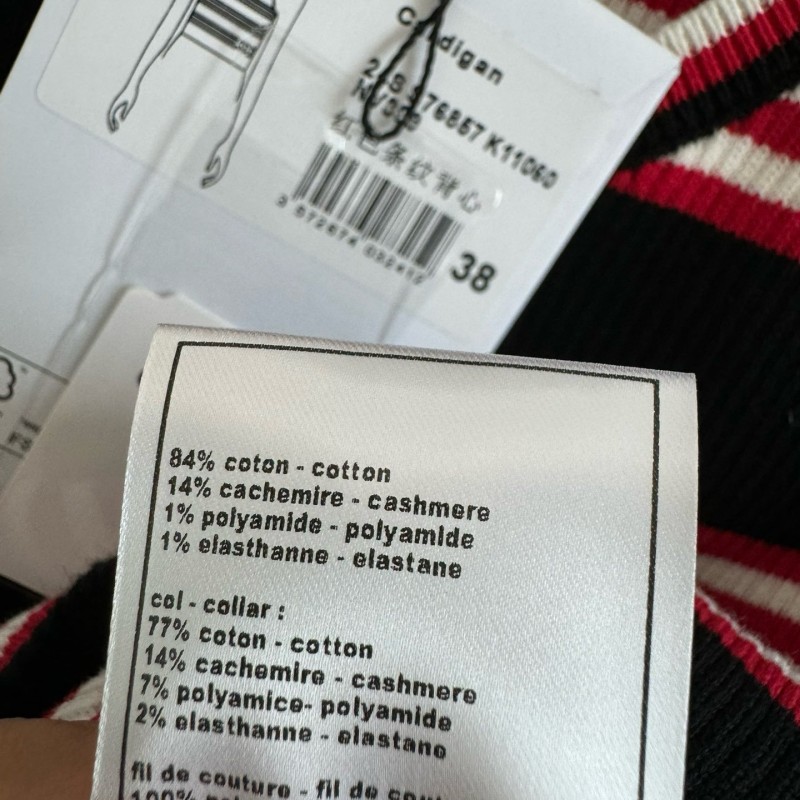 Cardigan
K11060
红色条纹背心
38
84% coton - cotton
14% cachemire - cashmere
1% polyamide - polyamide
1% elasthanne - elastane
col - collar :
77% coton - cotton
14% cachemire - cashmere
7% polyamice- polyamide
2% elasthanne - elastane
fil de couture - fil de
100%